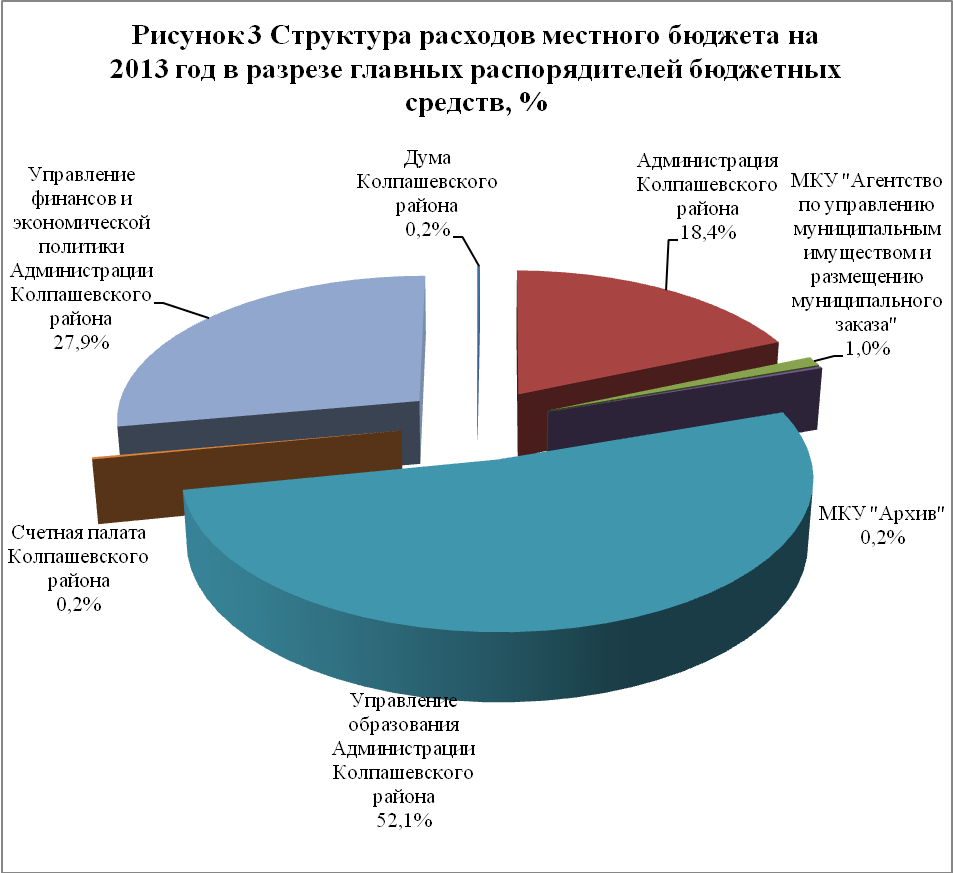 Рисунок 3 Структура расходов местного бюджета на
2013 год в разрезе главных распорядителей бюджетных
средств, %
Дума
Колпашевского
района
0,2%
Администрация
Колпашевского
района
18,4%
МКУ "Агентство
по управлению
муниципальным
имуществом и
размещению
муниципального
заказа"
1,0%
МКУ "Архив"
0,2%
Управление
образования
Администрации
Колпашевского
района
52,1%
Счетная палата
Колпашевского
района
0,2%
Управление
финансов и
экономической
политики
Администрации
Колпашевского
района
27,9%